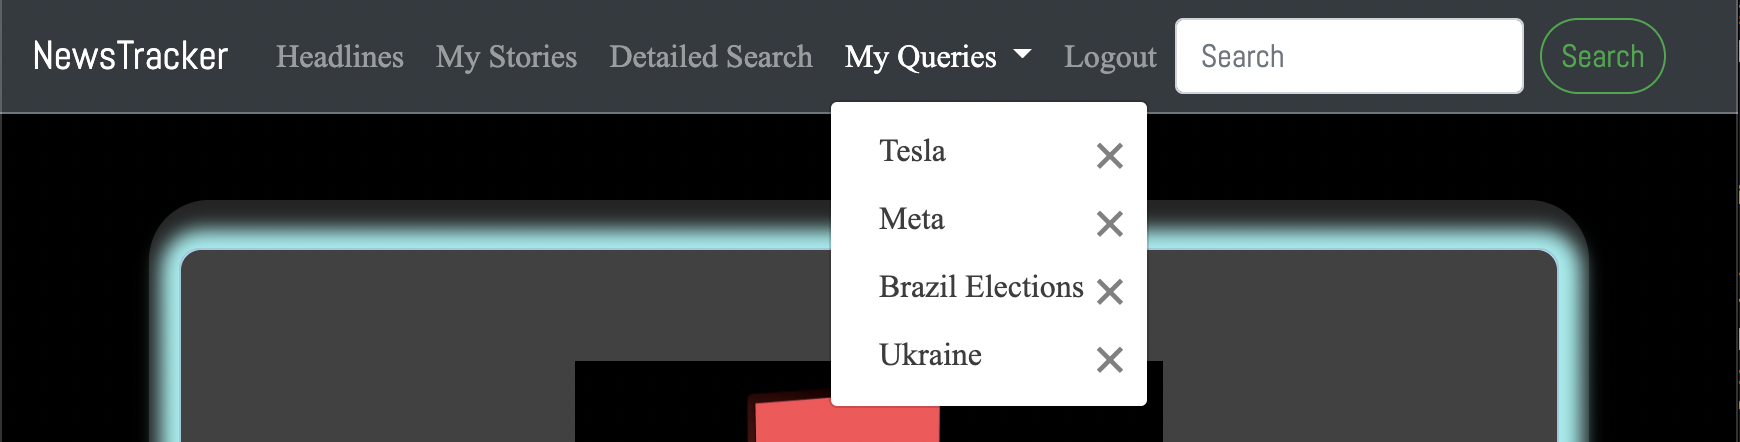 NewsTracker Headlines My Stories Detailed Search My Queries Logout Search Search
Tesla
Meta
Brazil Elections
Ukraine